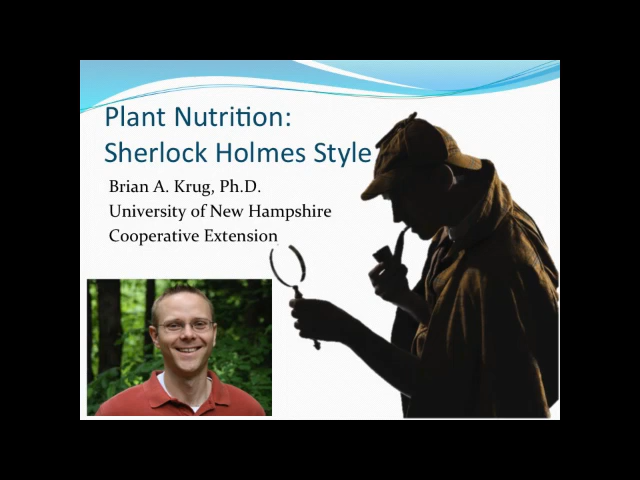 Plant Nutrition:
Sherlock Holmes Style
Brian A. Krug, Ph.D.
University of New Hampshire
Cooperative Extension